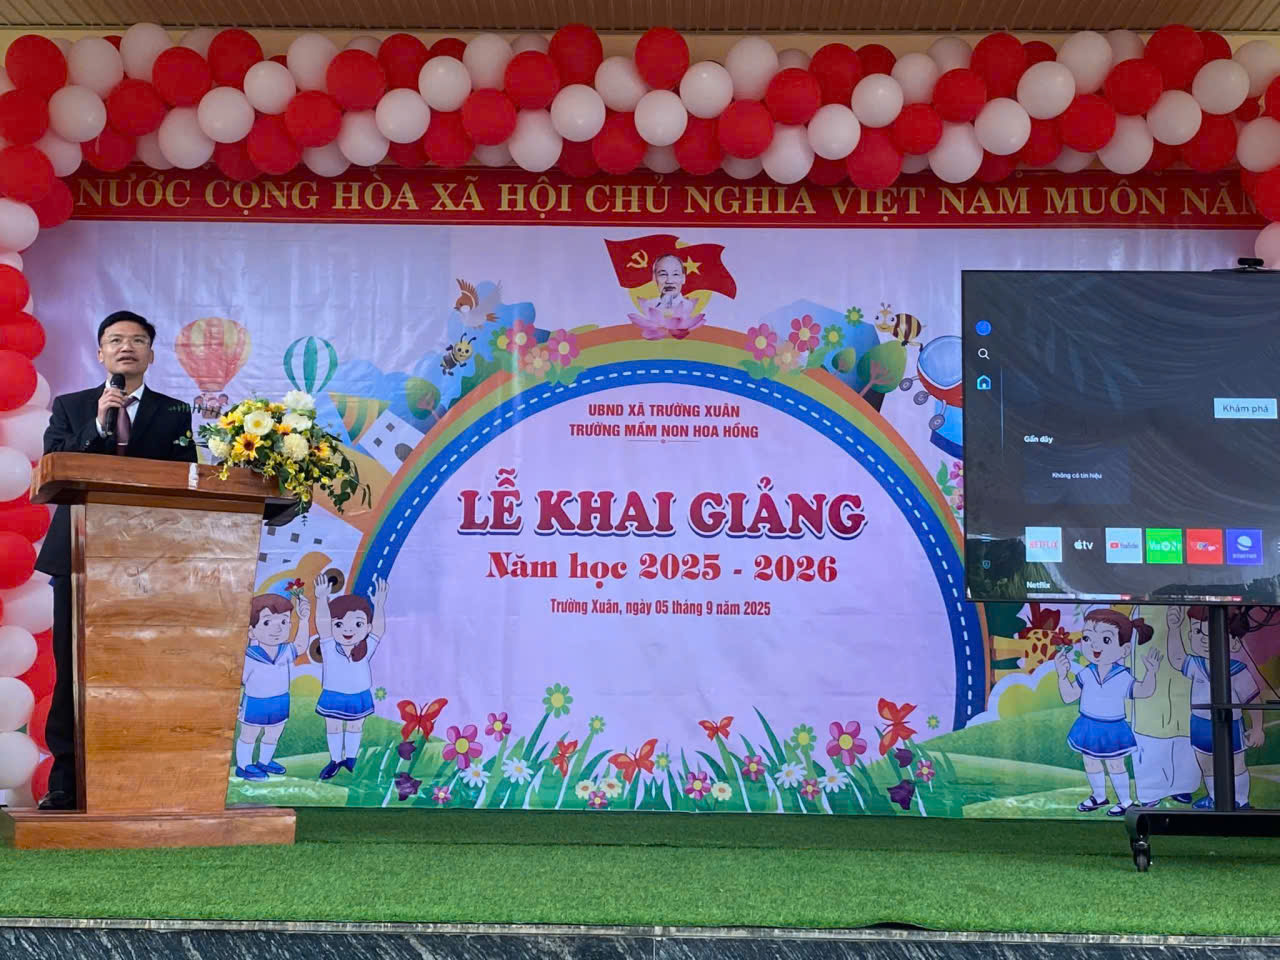 NƯỚC CỘNG HÒA XÃ HỘI CHỦ NGHĨA VIỆT NAM MUÔN NĂ
UBND XÃ TRƯỜNG XUÂN
TRƯỜNG MẦM NON HOA HỒNG
LỄ KHAI GIẢNG
Năm học 2025 - 2026
Trường Xuân, ngày 05 tháng 9 năm 2025
Khám phá
Gần đây
Không có tín hiệu
NETFLIX
tv
YouTube
INTERNET
Netflix